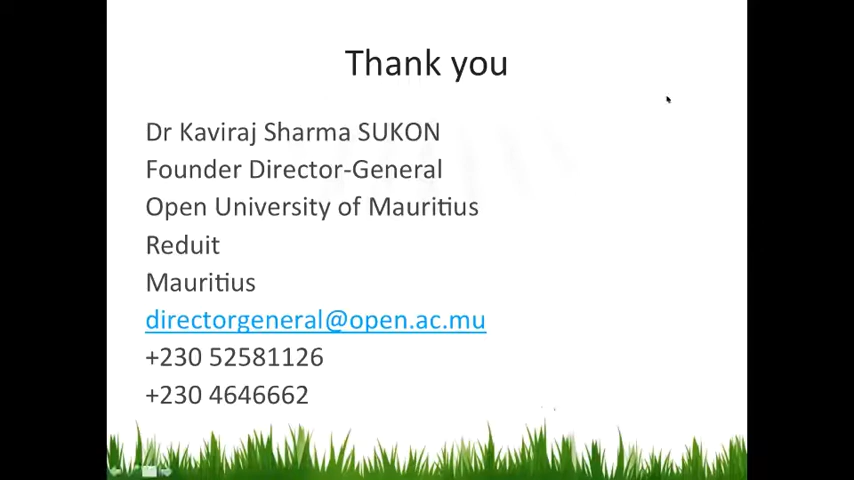 Thank you
Dr Kaviraj Sharma SUKON
Founder Director-General
Open University of Mauritius
Reduit
Mauritius
directorgeneral@open.ac.mu
+230 52581126
+230 4646662